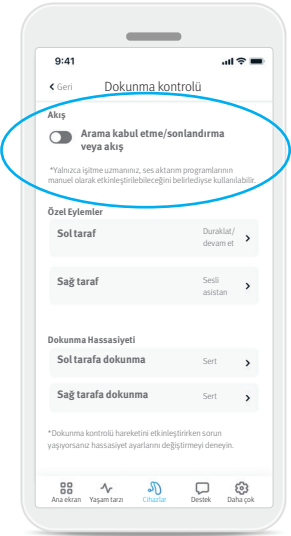 9:41
Geri Dokunma kontrolü
Akış
Arama kabul etme/sonlandırma
veya akış
*Yalnızca işitme uzmanınız, ses aktarım programlarının
manuel olarak etkinleştirilebileceğini belirlediyse kullanılabilir.
Özel Eylemler
Sol taraf Duraklat/
devam et
Sağ taraf Sesli
asistan
Dokunma Hassasiyeti
Sol tarafa dokunma Sert
Sağ tarafa dokunma Sert
*Dokunma kontrolü hareketini etkinleştirirken sorun
yaşıyorsanız hassasiyet ayarlarını değiştirmeyi deneyin.
Ana ekran Yaşam tarzı Cihazlar Destek Daha çok